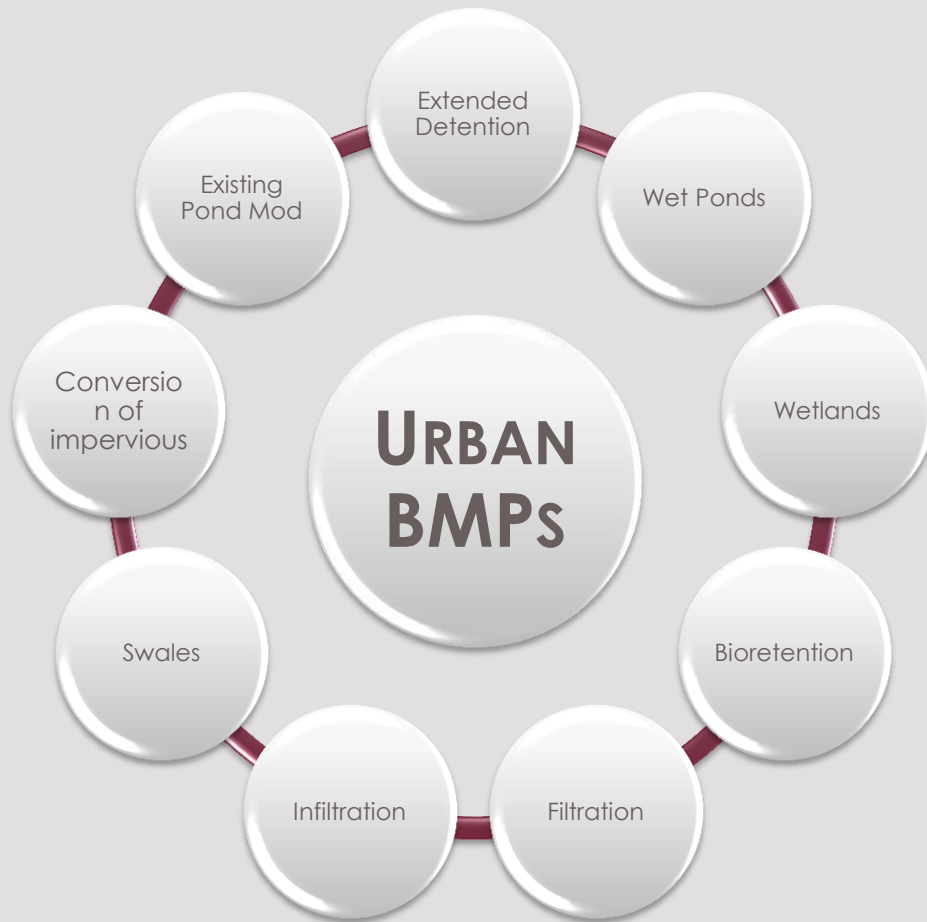 Extended
Detention
Wet Ponds
Wetlands
Bioretention
Filtration
Infiltration
Swales
Conversio
n of
impervious
Existing
Pond Mod
URBAN
BMPS